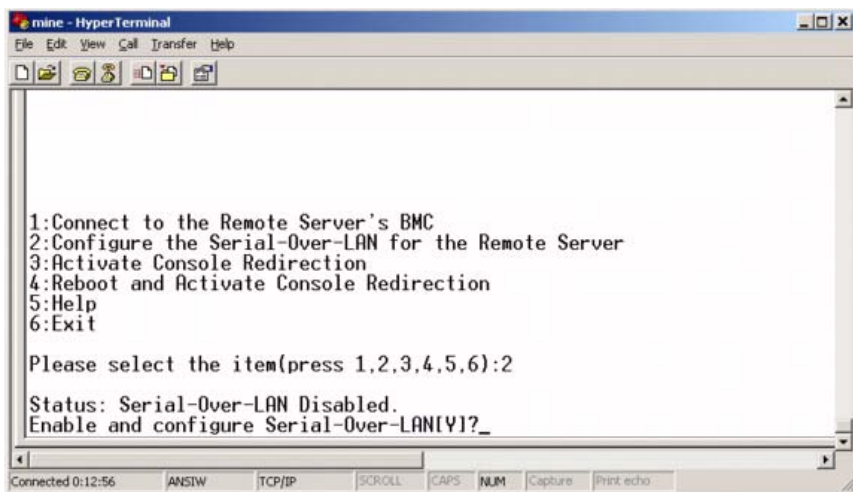 mine - HyperTerminal
File Edit View Call Transfer Help
1:Connect to the Remote Server's BMC
2:Configure the Serial-Over-LAN for the Remote Server
3:Activate Console Redirection
4:Reboot and Activate Console Redirection
5:Help
6:Exit
Please select the item(press 1,2,3,4,5,6):2
Status: Serial-Over-LAN Disabled.
Enable and configure Serial-Over-LAN[Y]?_
Connected 0:12:56 ANSIW TCP/IP SCROLL CAPS NUM Capture Print echo